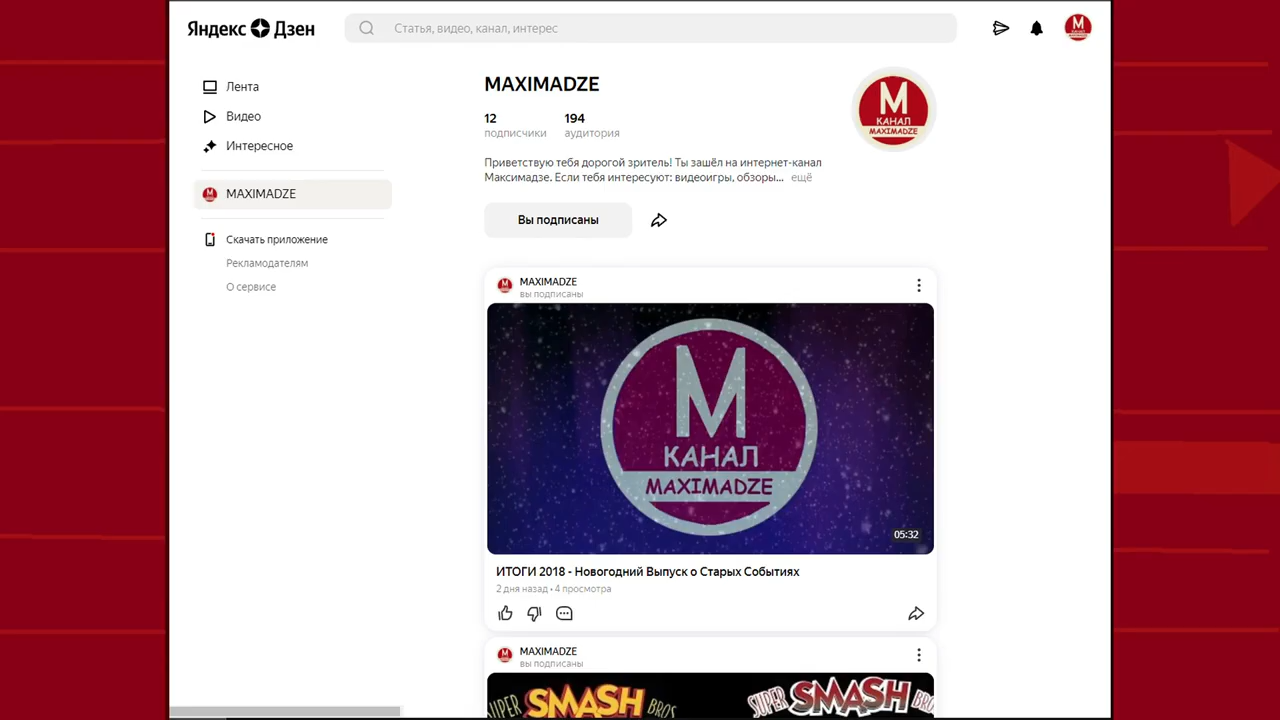 Яндекс Дзен
Статья, видео, канал, интерес
М
Лента
Видео
Интересное
MAXIMADZE
Скачать приложение
Рекламодателям
О сервисе
MAXIMADZE
12 194
подписчики аудитория
Приветствую тебя дорогой зритель! Ты зашёл на интернет-канал
Максимадзе. Если тебя интересуют: видеоигры, обзоры... ещё
Вы подписаны
М
КАНАЛ
MAXIMADZE
MAXIMADZE
вы подписаны
М
КАНАЛ
MAXIMADZE
05:32
ИТОГИ 2018 - Новогодний Выпуск о Старых Событиях
2 дня назад • 4 просмотра
MAXIMADZE
вы подписаны
SUPER SMASH BROS
SUPER SMASH BROS